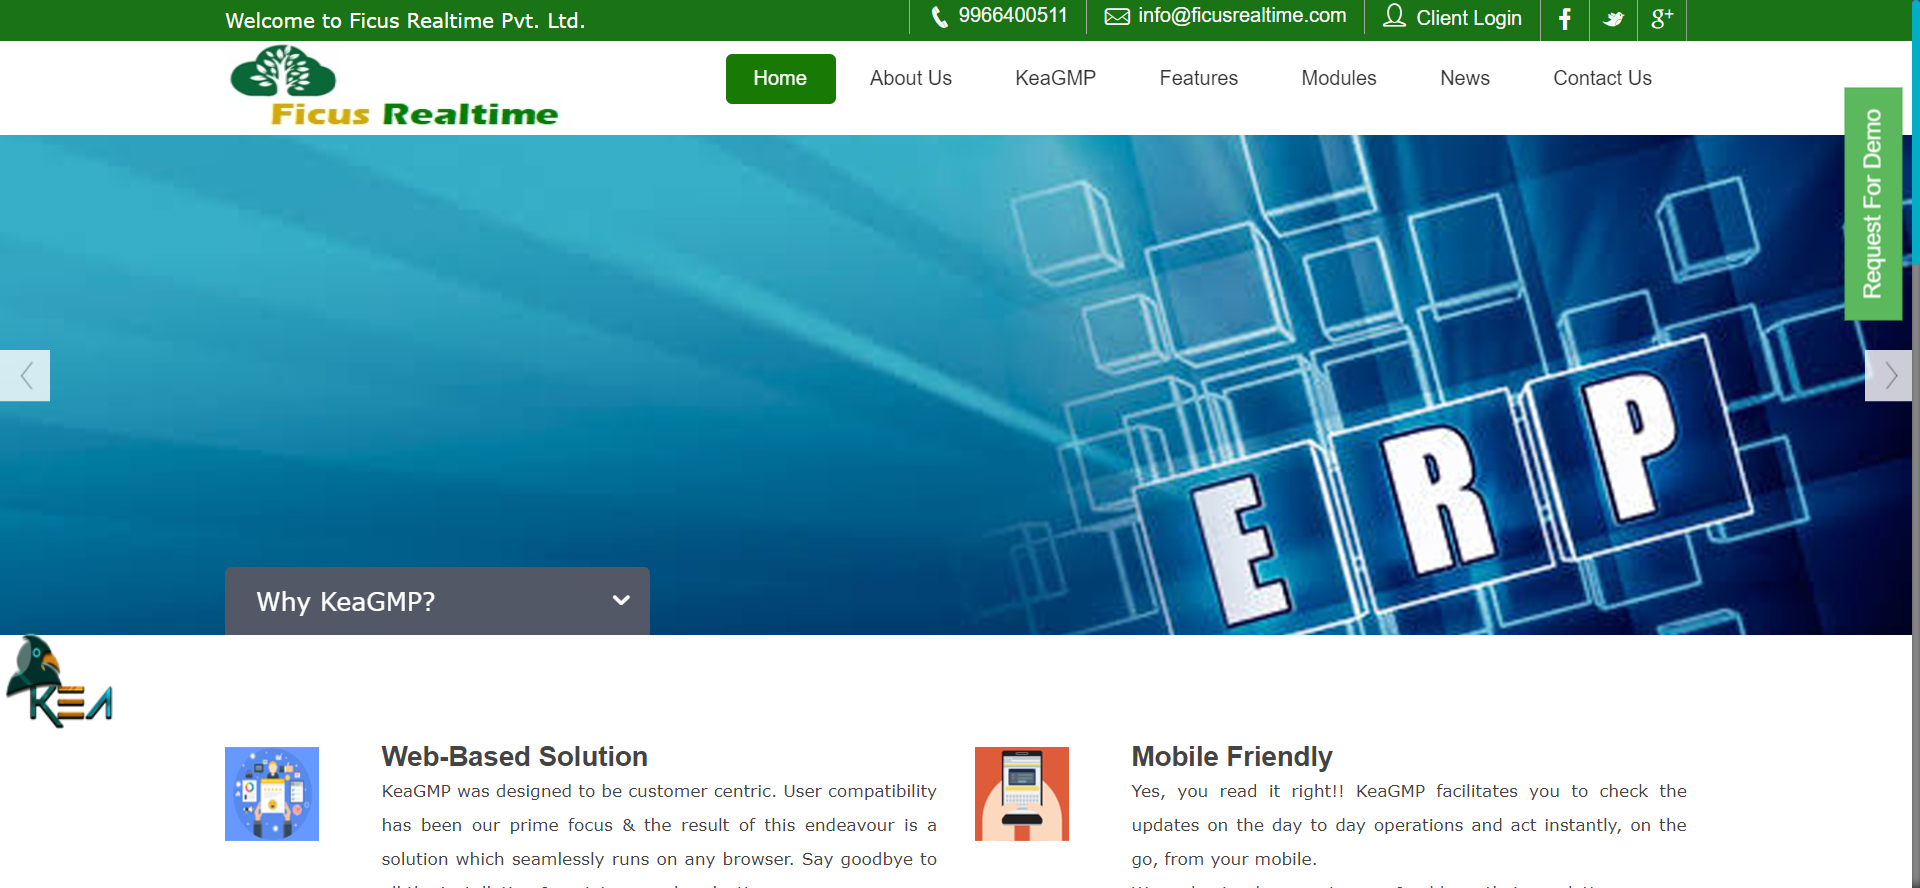 Welcome to Ficus Realtime Pvt. Ltd.
9966400511
info@ficusrealtime.com
Client Login
g+
Ficus Realtime
Home
About Us
KeaGMP
Features
Modules
News
Contact Us
Request For Demo
ERP
Why KeaGMP?
KEA
Web-Based Solution
KeaGMP was designed to be customer centric. User compatibility
has been our prime focus & the result of this endeavour is a
solution which seamlessly runs on any browser. Say goodbye to
Mobile Friendly
Yes, you read it right!! KeaGMP facilitates you to check the
updates on the day to day operations and act instantly, on the
go, from your mobile.